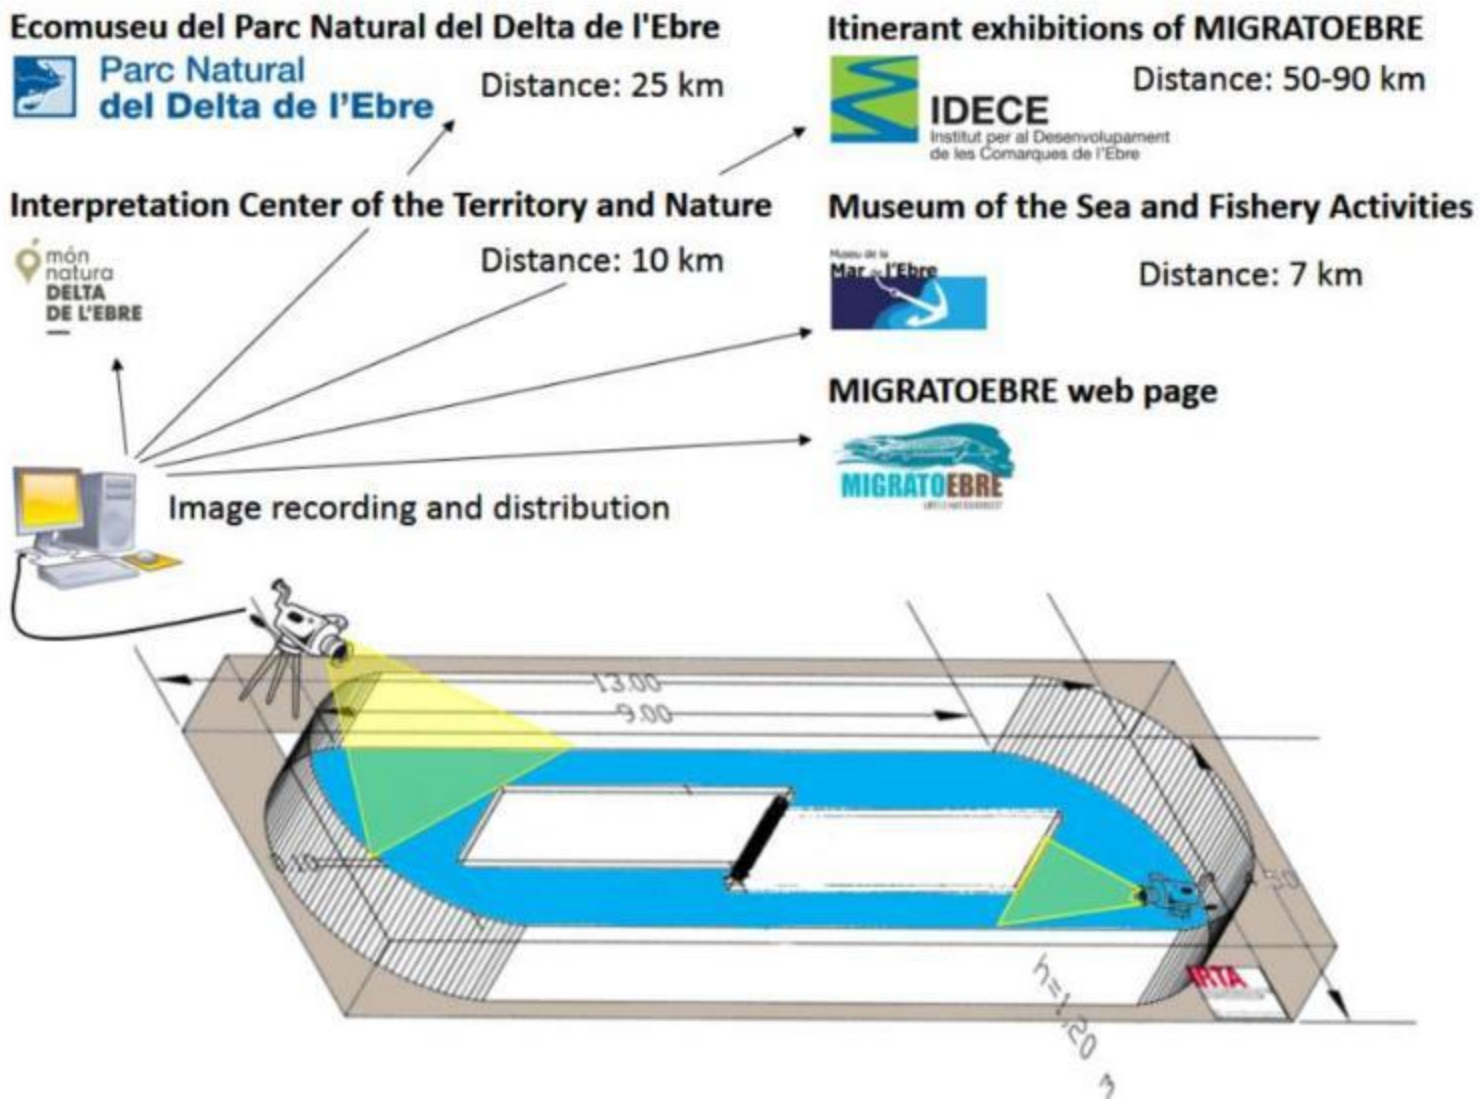 Ecomuseu del Parc Natural del Delta de l'Ebre
Parc Natural
del Delta de l'Ebre
Distance: 25 km
Itinerant exhibitions of MIGRATOEBRE
Distance: 50-90 km
IDECE
Institut per al Desenvolupament
de les Comarques de l'Ebre
Interpretation Center of the Territory and Nature
món
natura
DELTA
DE L'EBRE
Distance: 10 km
Museum of the Sea and Fishery Activities
Museu de la
Mar de l'Ebre
Distance: 7 km
MIGRATOEBRE web page
MIGRATOEBRE
Image recording and distribution
13.00
9.00
0.10
h=1.20
IRTA